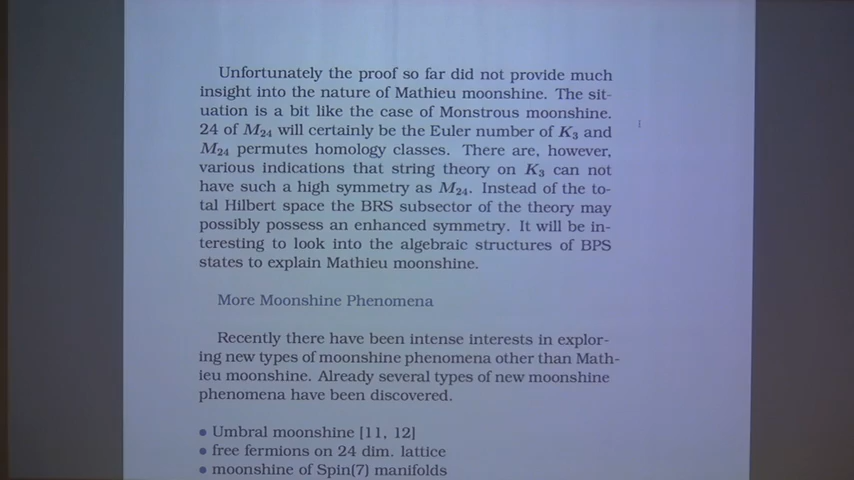 Unfortunately the proof so far did not provide much
insight into the nature of Mathieu moonshine. The sit-
uation is a bit like the case of Monstrous moonshine.
24 of M₂₄ will certainly be the Euler number of K₃ and
M₂₄ permutes homology classes. There are, however,
various indications that string theory on K₃ can not
have such a high symmetry as M₂₄. Instead of the to-
tal Hilbert space the BRS subsector of the theory may
possibly possess an enhanced symmetry. It will be in-
teresting to look into the algebraic structures of BPS
states to explain Mathieu moonshine.
More Moonshine Phenomena
Recently there have been intense interests in explor-
ing new types of moonshine phenomena other than Math-
ieu moonshine. Already several types of new moonshine
phenomena have been discovered.
• Umbral moonshine [11, 12]
• free fermions on 24 dim. lattice
• moonshine of Spin(7) manifolds